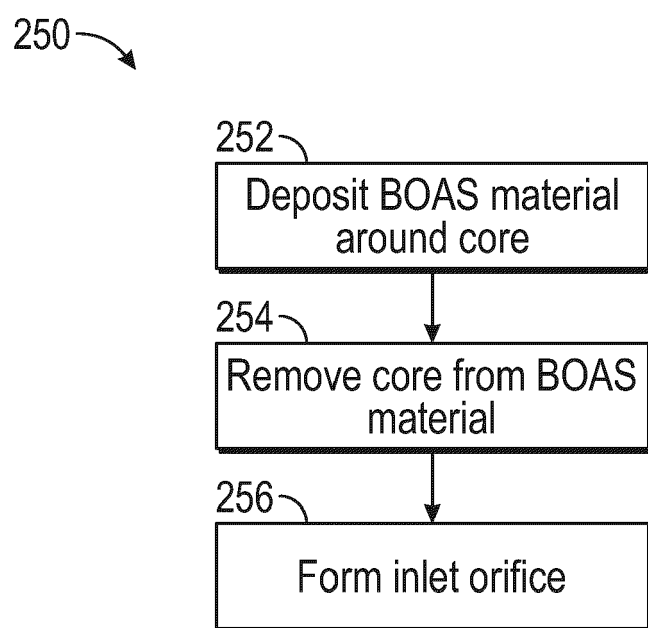 250
252
Deposit BOAS material
around core
254
Remove core from BOAS
material
256
Form inlet orifice